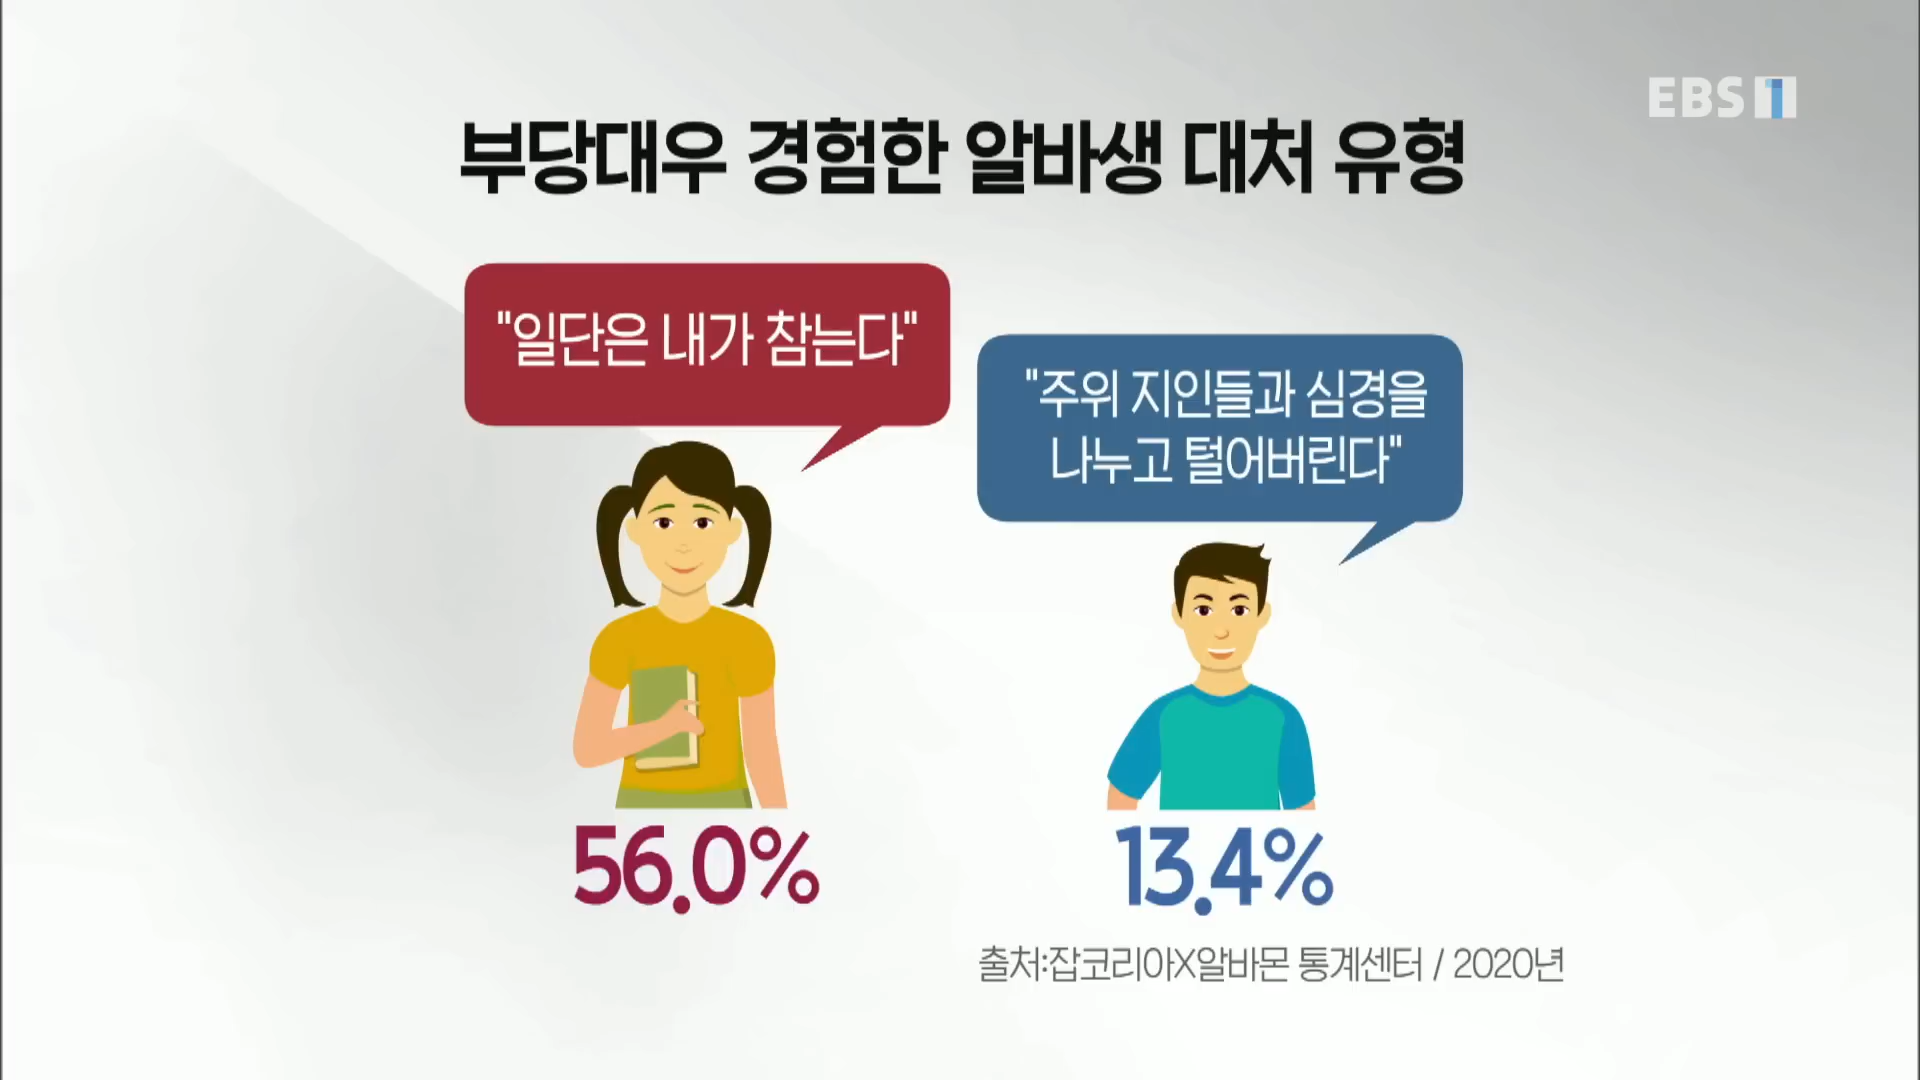 EBS 1
부당대우 경험한 알바생 대처 유형
"일단은 내가 참는다"
"주위 지인들과 심경을
나누고 털어버린다"
56.0%
13.4%
출처:잡코리아X알바몬 통계센터 / 2020년